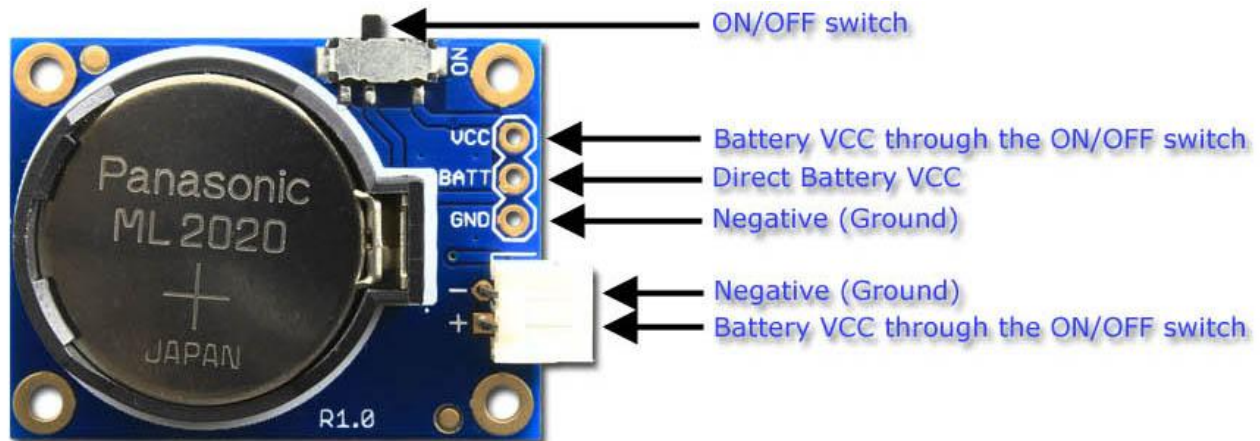 ON/OFF switch
ON
VCC
Battery VCC through the ON/OFF switch
BATT
Direct Battery VCC
GND
Negative (Ground)
Panasonic
ML 2020
+
JAPAN
-
Negative (Ground)
+
Battery VCC through the ON/OFF switch
R1.0